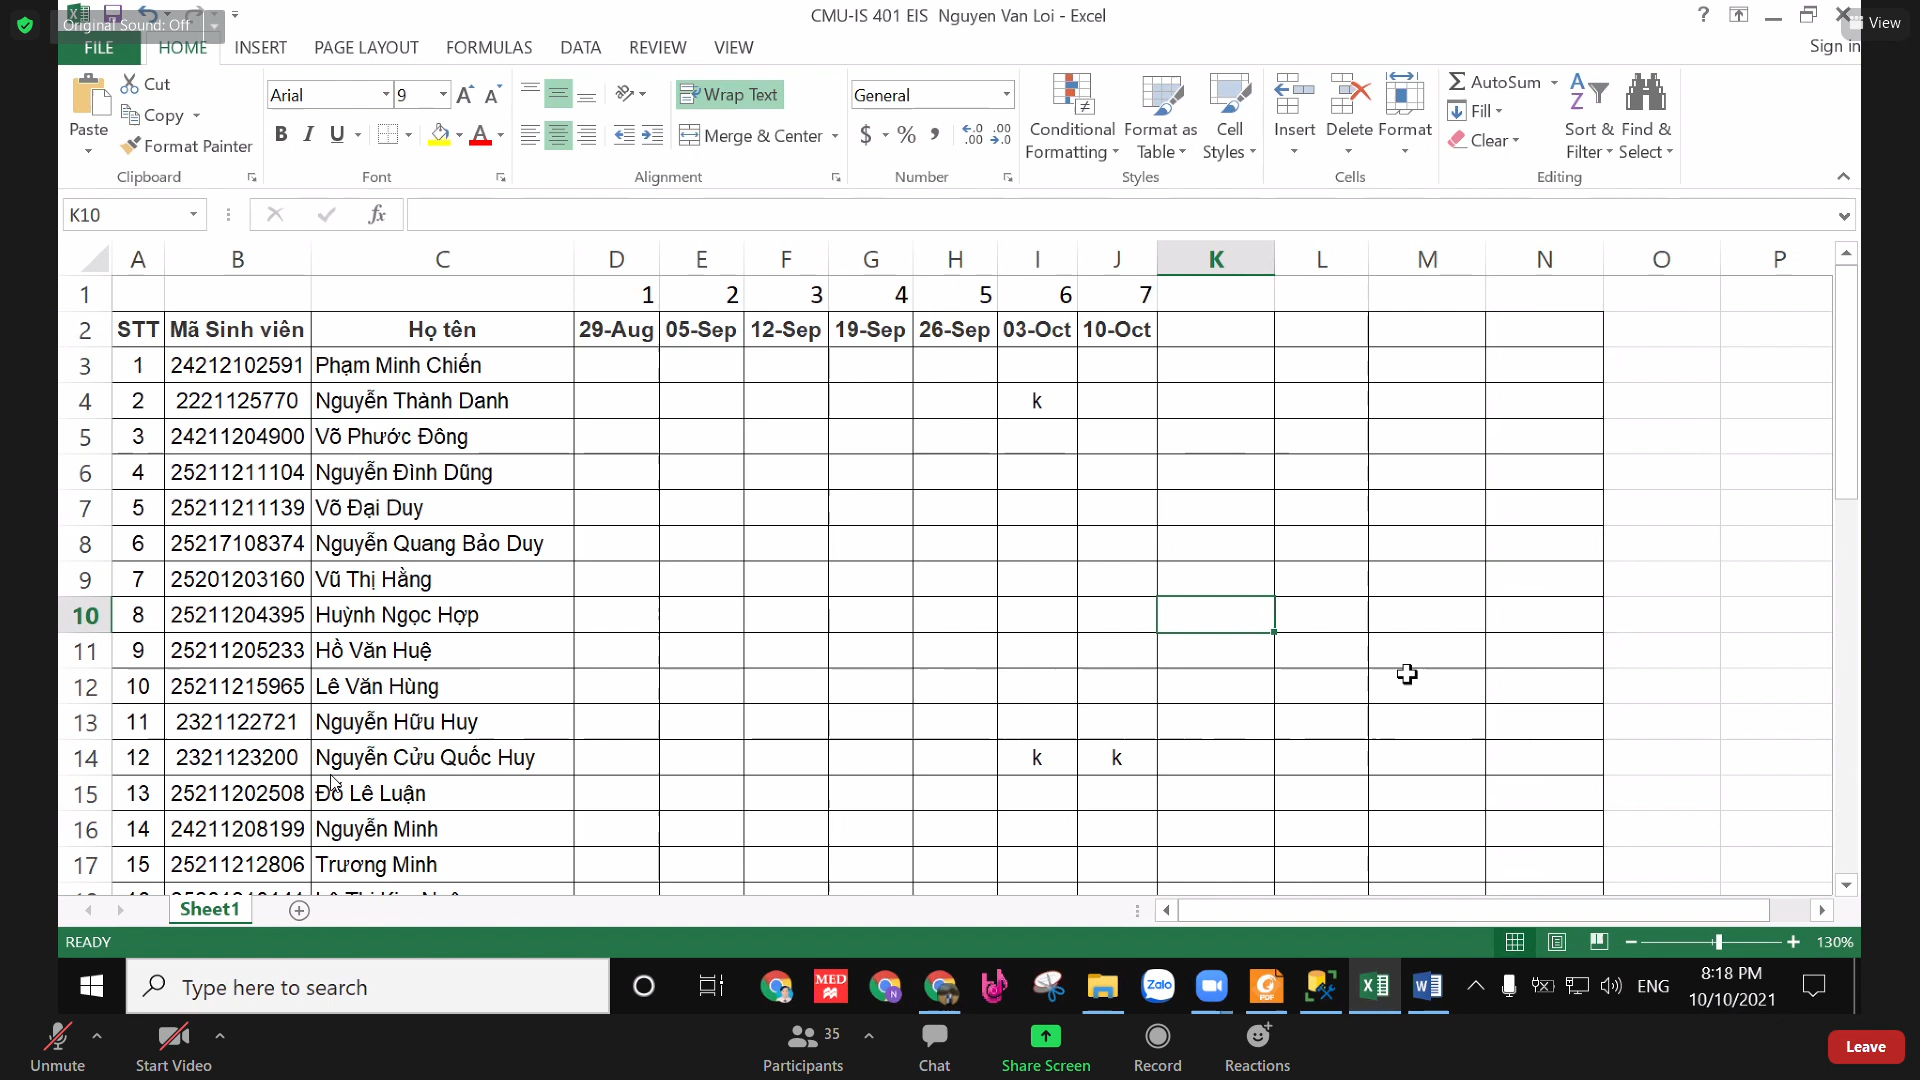 Original Sound: Off
CMU-IS 401 EIS Nguyen Van Loi - Excel
View
FILE HOME INSERT PAGE LAYOUT FORMULAS DATA REVIEW VIEW
Sign in
Paste
Cut
Copy
Format Painter
Clipboard
Arial 9
B I U
Font
Wrap Text
Merge & Center
Alignment
General
$ % ,
Number
Conditional Formatting
Format as Table
Cell Styles
Styles
Insert Delete Format
Cells
AutoSum
Fill
Clear
Sort & Filter
Find & Select
Editing
K10
fx
A B C D E F G H I J K L M N O P
1 1 2 3 4 5 6 7
2 STT Mã Sinh viên Họ tên 29-Aug 05-Sep 12-Sep 19-Sep 26-Sep 03-Oct 10-Oct
3 1 24212102591 Phạm Minh Chiến
4 2 2221125770 Nguyễn Thành Danh k
5 3 24211204900 Võ Phước Đông
6 4 25211211104 Nguyễn Đình Dũng
7 5 25211211139 Võ Đại Duy
8 6 25217108374 Nguyễn Quang Bảo Duy
9 7 25201203160 Vũ Thị Hằng
10 8 25211204395 Huỳnh Ngọc Hợp
11 9 25211205233 Hồ Văn Huệ
12 10 25211215965 Lê Văn Hùng
13 11 2321122721 Nguyễn Hữu Huy
14 12 2321123200 Nguyễn Cửu Quốc Huy k k
15 13 25211202508 Đỗ Lê Luận
16 14 24211208199 Nguyễn Minh
17 15 25211212806 Trương Minh
Sheet1
READY
130%
Type here to search
MED
Zalo
ENG
8:18 PM
10/10/2021
Unmute
Start Video
Participants 35
Chat
Share Screen
Record
Reactions
Leave